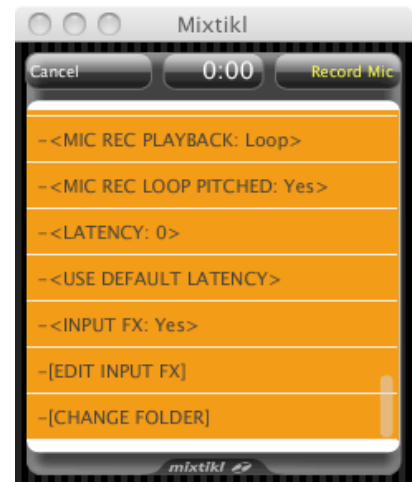 Mixtikl
Cancel 0:00 Record Mic
-<MIC REC PLAYBACK: Loop>
-<MIC REC LOOP PITCHED: Yes>
-<LATENCY: 0>
-<USE DEFAULT LATENCY>
-<INPUT FX: Yes>
-[EDIT INPUT FX]
-[CHANGE FOLDER]
mixtikl